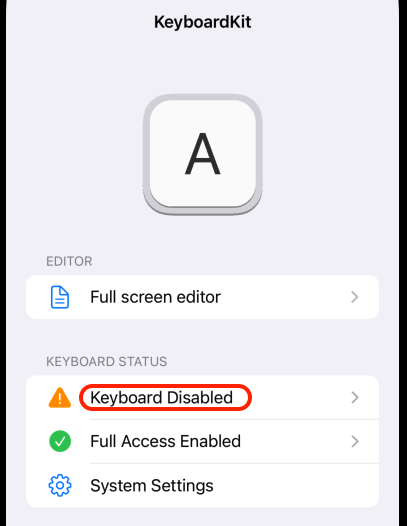 KeyboardKit
A
EDITOR
Full screen editor
KEYBOARD STATUS
Keyboard Disabled
Full Access Enabled
System Settings